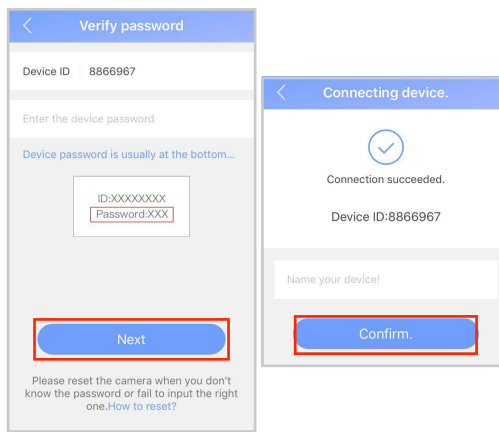 Verify password
Device ID 8866967
Enter the device password
Device password is usually at the bottom...
ID:XXXXXXXX
Password:XXX
Next
Please reset the camera when you don't
know the password or fail to input the right
one.How to reset?
Connecting device.
Connection succeeded.
Device ID:8866967
Name your device!
Confirm.